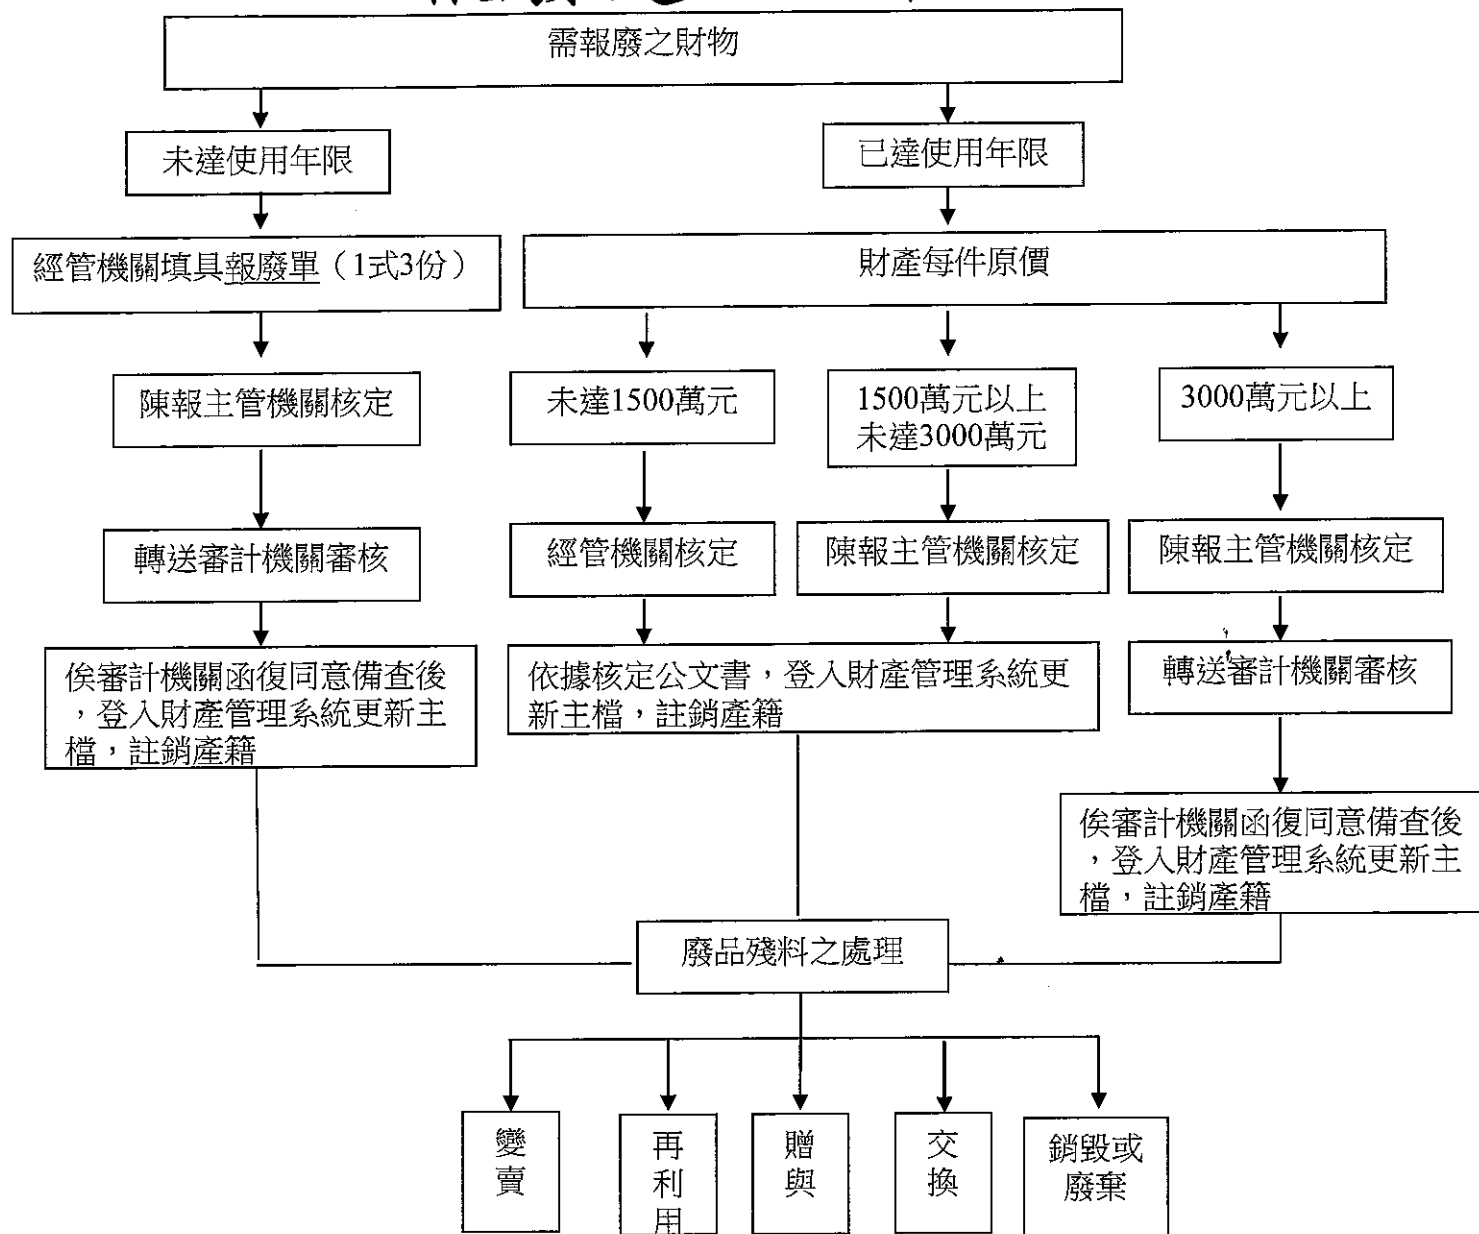 需報廢之財物
未達使用年限
已達使用年限
經管機關填具報廢單（1式3份）
財產每件原價
陳報主管機關核定
未達1500萬元
1500萬元以上
未達3000萬元
3000萬元以上
轉送審計機關審核
經管機關核定
陳報主管機關核定
陳報主管機關核定
俟審計機關函復同意備查後
，登入財產管理系統更新主
檔，註銷產籍
依據核定公文書，登入財產管理系統更
新主檔，註銷產籍
轉送審計機關審核
俟審計機關函復同意備查後
，登入財產管理系統更新主
檔，註銷產籍
廢品殘料之處理
變賣
再利用
贈與
交換
銷毀或
廢棄